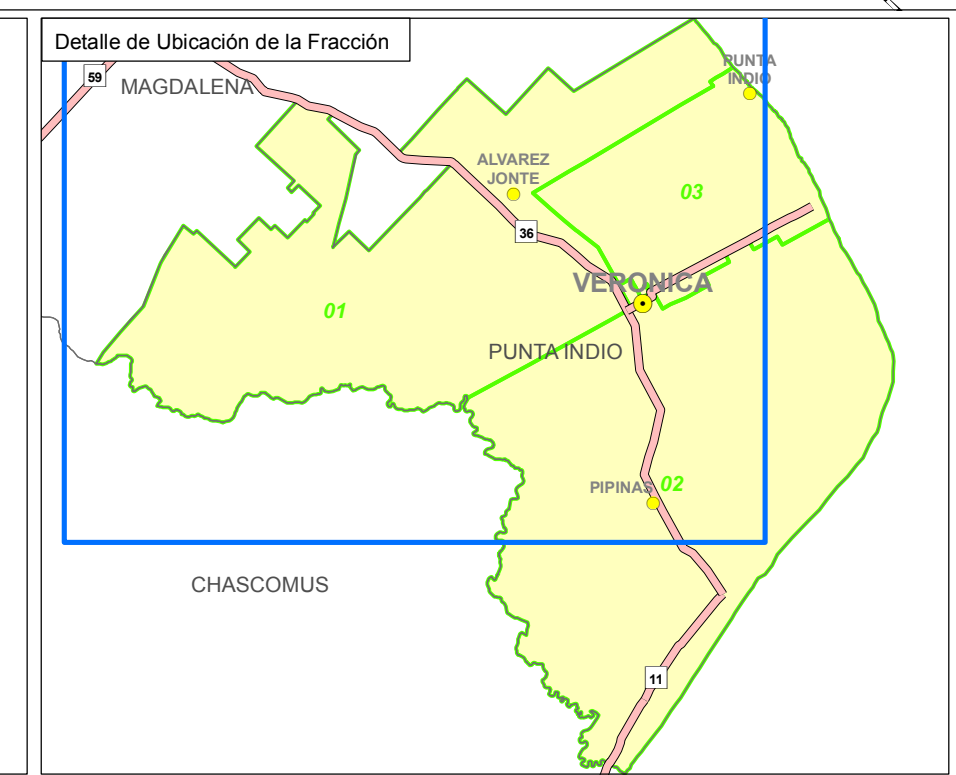 Detalle de Ubicación de la Fracción
PUNTA
INDIO
59
MAGDALENA
ALVAREZ
JONTE
03
36
VERONICA
01
PUNTA INDIO
PIPINAS
02
CHASCOMUS
11